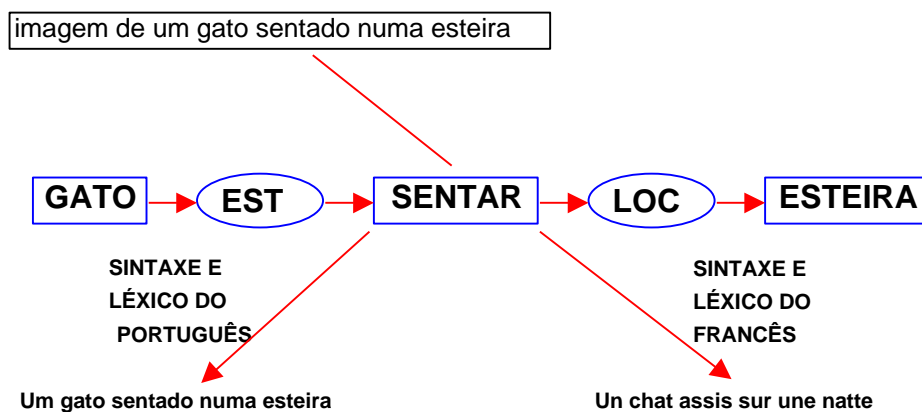 imagem de um gato sentado numa esteira
GATO EST SENTAR LOC ESTEIRA
SINTAXE E
LÉXICO DO
PORTUGUÊS
SINTAXE E
LÉXICO DO
FRANCÊS
Um gato sentado numa esteira
Un chat assis sur une natte